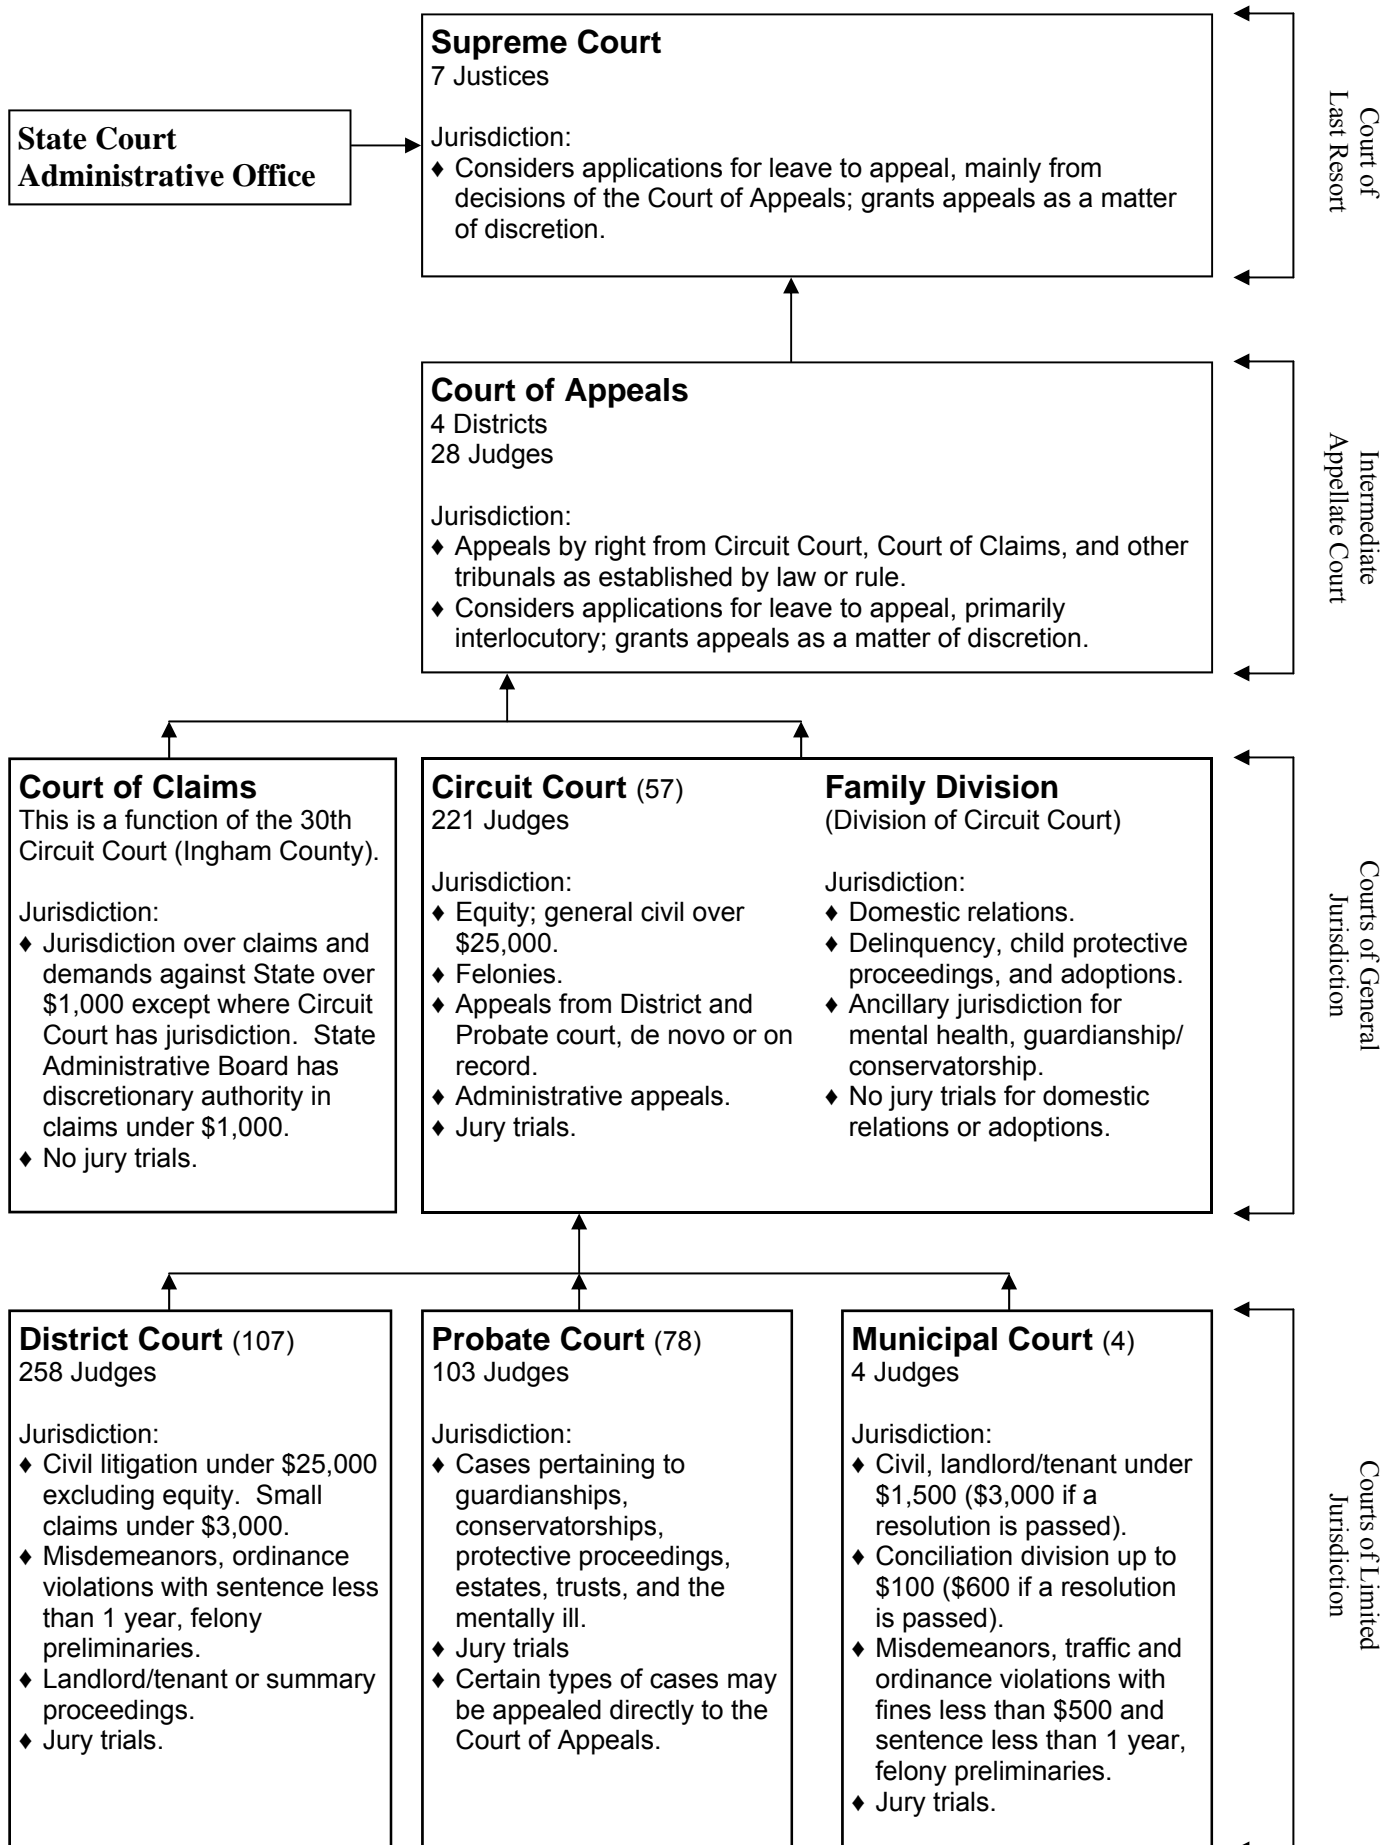 Supreme Court
7 Justices
Jurisdiction:
♦ Considers applications for leave to appeal, mainly from
decisions of the Court of Appeals; grants appeals as a matter
of discretion.
State Court
Administrative Office
Court of
Last Resort
Court of Appeals
4 Districts
28 Judges
Jurisdiction:
♦ Appeals by right from Circuit Court, Court of Claims, and other
tribunals as established by law or rule.
♦ Considers applications for leave to appeal, primarily
interlocutory; grants appeals as a matter of discretion.
Intermediate
Appellate Court
Court of Claims
This is a function of the 30th
Circuit Court (Ingham County).
Jurisdiction:
♦ Jurisdiction over claims and
demands against State over
$1,000 except where Circuit
Court has jurisdiction.  State
Administrative Board has
discretionary authority in
claims under $1,000.
♦ No jury trials.
Circuit Court (57)
221 Judges
Jurisdiction:
♦ Equity; general civil over
$25,000.
♦ Felonies.
♦ Appeals from District and
Probate court, de novo or on
record.
♦ Administrative appeals.
♦ Jury trials.
Family Division
(Division of Circuit Court)
Jurisdiction:
♦ Domestic relations.
♦ Delinquency, child protective
proceedings, and adoptions.
♦ Ancillary jurisdiction for
mental health, guardianship/
conservatorship.
♦ No jury trials for domestic
relations or adoptions.
Courts of General
Jurisdiction
District Court (107)
258 Judges
Jurisdiction:
♦ Civil litigation under $25,000
excluding equity.  Small
claims under $3,000.
♦ Misdemeanors, ordinance
violations with sentence less
than 1 year, felony
preliminaries.
♦ Landlord/tenant or summary
proceedings.
♦ Jury trials.
Probate Court (78)
103 Judges
Jurisdiction:
♦ Cases pertaining to
guardianships,
conservatorships,
protective proceedings,
estates, trusts, and the
mentally ill.
♦ Jury trials
♦ Certain types of cases may
be appealed directly to the
Court of Appeals.
Municipal Court (4)
4 Judges
Jurisdiction:
♦ Civil, landlord/tenant under
$1,500 ($3,000 if a
resolution is passed).
♦ Conciliation division up to
$100 ($600 if a resolution
is passed).
♦ Misdemeanors, traffic and
ordinance violations with
fines less than $500 and
sentence less than 1 year,
felony preliminaries.
♦ Jury trials.
Courts of Limited
Jurisdiction